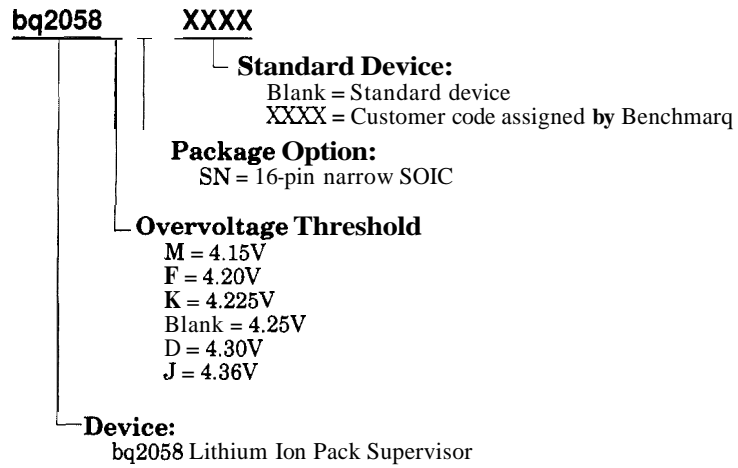 bq2058 XXXX
Standard Device:
Blank = Standard device
XXXX = Customer code assigned by Benchmarq
Package Option:
SN = 16-pin narrow SOIC
Overvoltage Threshold
M = 4.15V
F = 4.20V
K = 4.225V
Blank = 4.25V
D = 4.30V
J = 4.36V
Device:
bq2058 Lithium Ion Pack Supervisor